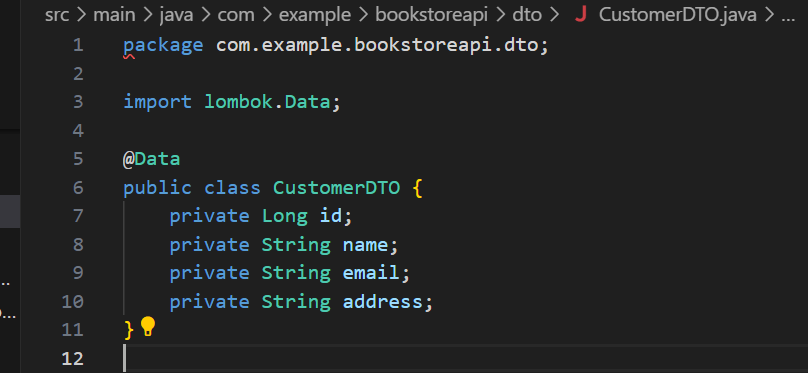 src > main > java > com > example > bookstoreapi > dto > J CustomerDTO.java > ...
1 package com.example.bookstoreapi.dto;
2
3 import lombok.Data;
4
5 @Data
6 public class CustomerDTO {
7     private Long id;
8     private String name;
9     private String email;
10     private String address;
11 }
12
..
o...